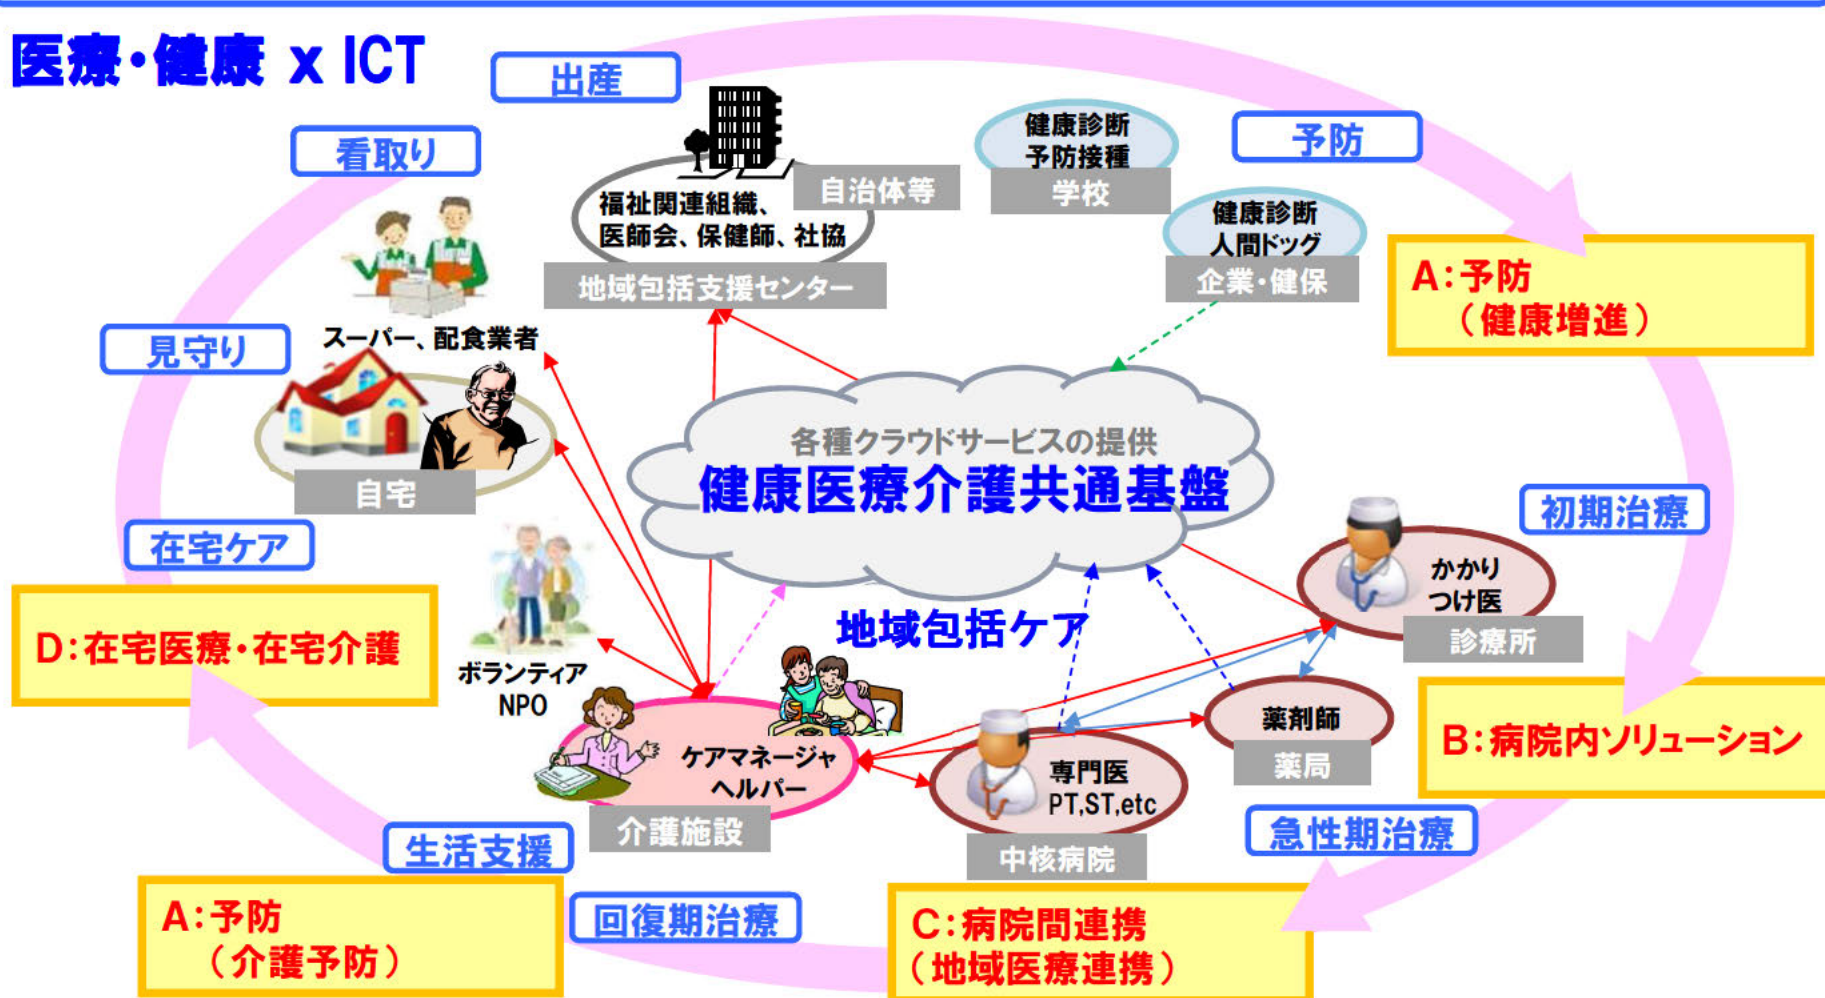 医療・健康 x ICT
出産
看取り
予防
健康診断
予防接種
学校
自治体等
福祉関連組織、
医師会、保健師、社協
地域包括支援センター
健康診断
人間ドッグ
企業・健保
A：予防
（健康増進）
見守り
スーパー、配食業者
自宅
各種クラウドサービスの提供
健康医療介護共通基盤
初期治療
在宅ケア
かかり
つけ医
診療所
地域包括ケア
D：在宅医療・在宅介護
ボランティア
NPO
薬剤師
薬局
B：病院内ソリューション
ケアマネージャ
ヘルパー
介護施設
専門医
PT,ST,etc
中核病院
急性期治療
生活支援
回復期治療
A：予防
（介護予防）
C：病院間連携
（地域医療連携）